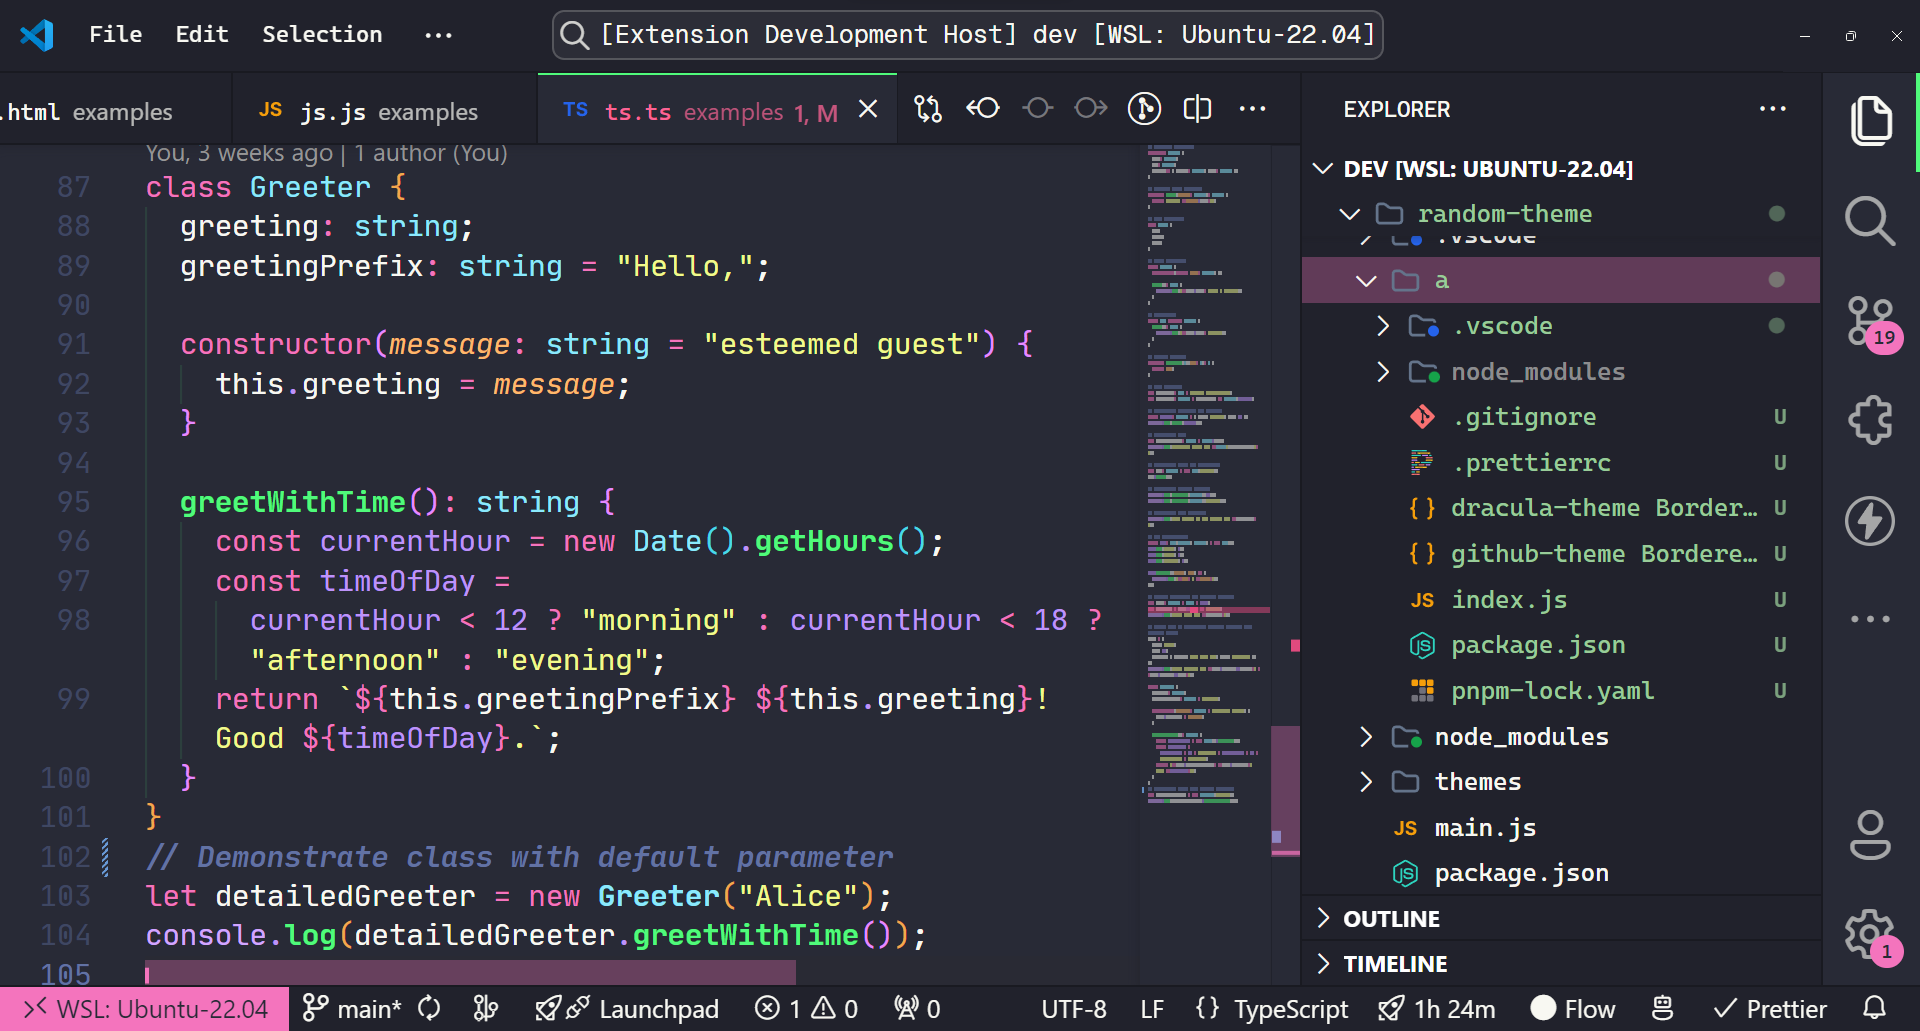 File Edit Selection ···
[Extension Development Host] dev [WSL: Ubuntu-22.04]
.html examples
JS js.js examples
TS ts.ts examples 1, M
You, 3 weeks ago | 1 author (You)
87 class Greeter {
88 greeting: string;
89 greetingPrefix: string = "Hello,";
90
91 constructor(message: string = "esteemed guest") {
92 this.greeting = message;
93 }
94
95 greetWithTime(): string {
96 const currentHour = new Date().getHours();
97 const timeOfDay =
98 currentHour < 12 ? "morning" : currentHour < 18 ?
"afternoon" : "evening";
99 return `${this.greetingPrefix} ${this.greeting}!
Good ${timeOfDay}.`;
100 }
101 }
102 // Demonstrate class with default parameter
103 let detailedGreeter = new Greeter("Alice");
104 console.log(detailedGreeter.greetWithTime());
105
EXPLORER
DEV [WSL: UBUNTU-22.04]
random-theme
.vscode
a
.vscode
node_modules
.gitignore U
.prettierrc U
{} dracula-theme Border… U
{} github-theme Bordere… U
JS index.js U
package.json U
pnpm-lock.yaml U
node_modules
themes
JS main.js
package.json
OUTLINE
TIMELINE
19
1
WSL: Ubuntu-22.04 main* Launchpad 1 0 0 UTF-8 LF {} TypeScript 1h 24m Flow Prettier